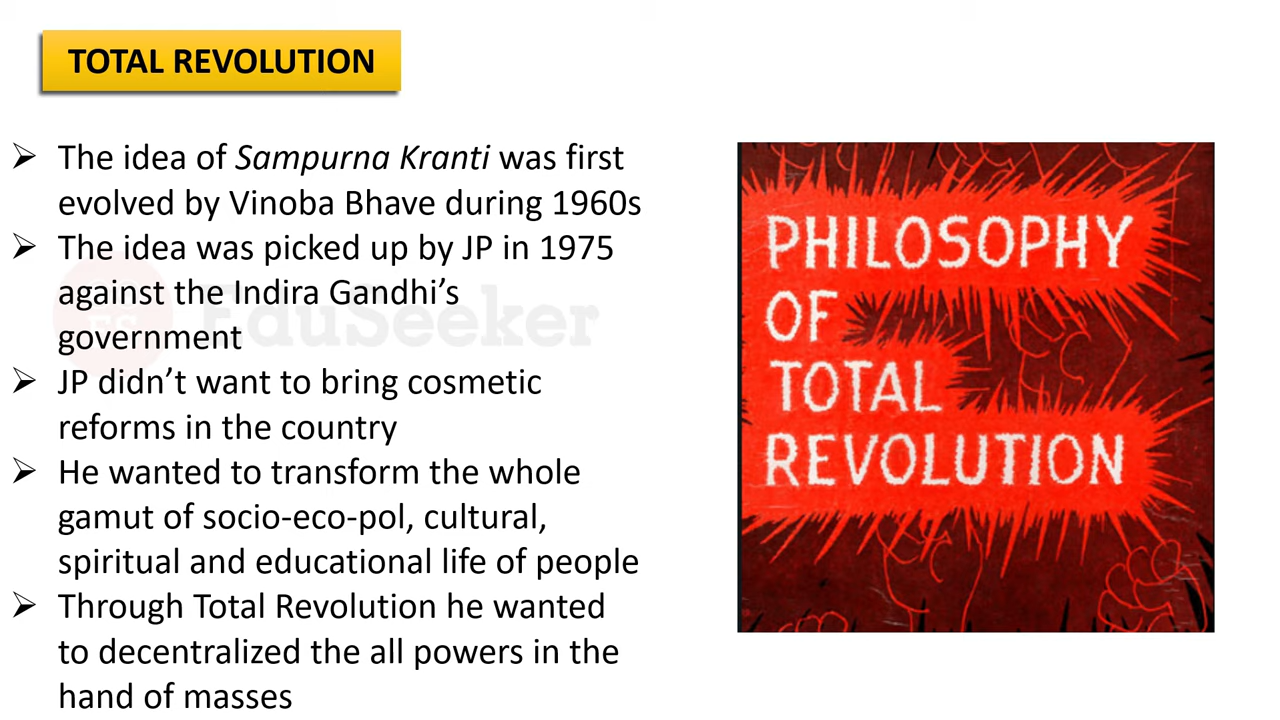 TOTAL REVOLUTION
➢ The idea of Sampurna Kranti was first
evolved by Vinoba Bhave during 1960s
➢ The idea was picked up by JP in 1975
against the Indira Gandhi’s
government
➢ JP didn’t want to bring cosmetic
reforms in the country
➢ He wanted to transform the whole
gamut of socio-eco-pol, cultural,
spiritual and educational life of people
➢ Through Total Revolution he wanted
to decentralized the all powers in the
hand of masses
ES EduSeeker
PHILOSOPHY
OF
TOTAL
REVOLUTION